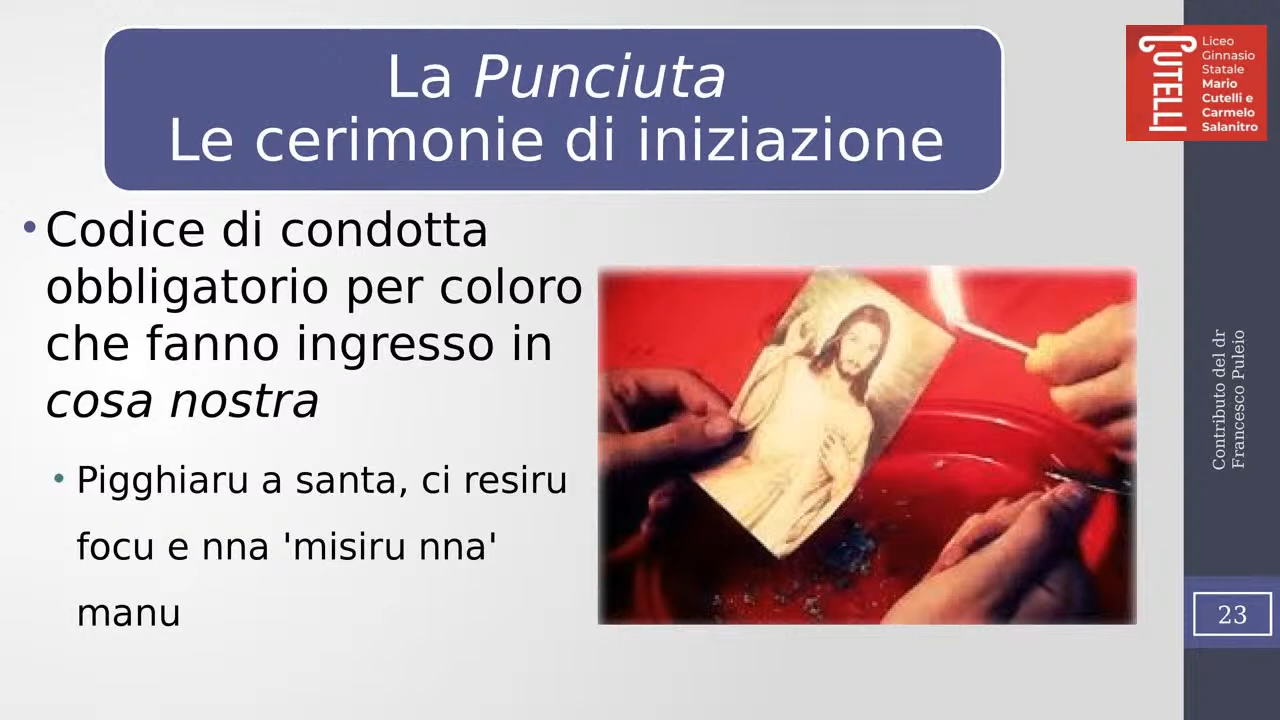 La Punciuta
Le cerimonie di iniziazione
Liceo
Ginnasio
Statale
Mario
Cutelli e
Carmelo
Salanitro
CUTELLI
• Codice di condotta
obbligatorio per coloro
che fanno ingresso in
cosa nostra
• Pigghiaru a santa, ci resiru
focu e nna 'misiru nna'
manu
Contributo del dr
Francesco Puleio
23